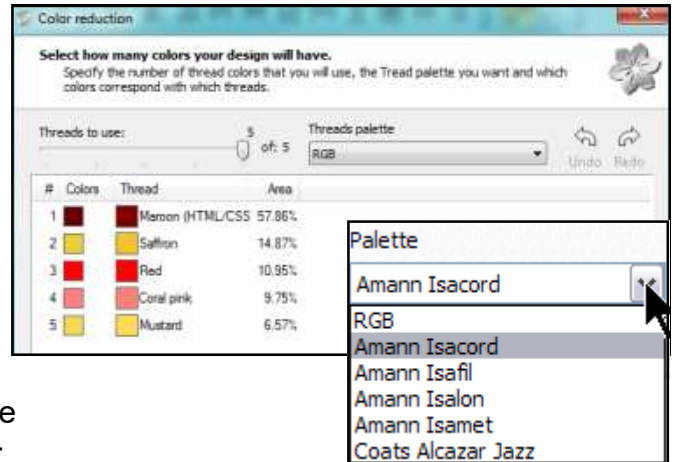 Color reduction
Select how many colors your design will have.
Specify the number of thread colors that you will use, the Tread palette you want and which
colors correspond with which threads.
Threads to use:
5
of: 5
Threads palette
RGB
Undo Redo
# Colors Thread Area
1 Maroon (HTML/CSS 57.86%
2 Saffron 14.87%
3 Red 10.95%
4 Coral pink 9.75%
5 Mustard 6.57%
Palette
Amann Isacord
RGB
Amann Isacord
Amann Isafil
Amann Isalon
Amann Isamet
Coats Alcazar Jazz
e
.